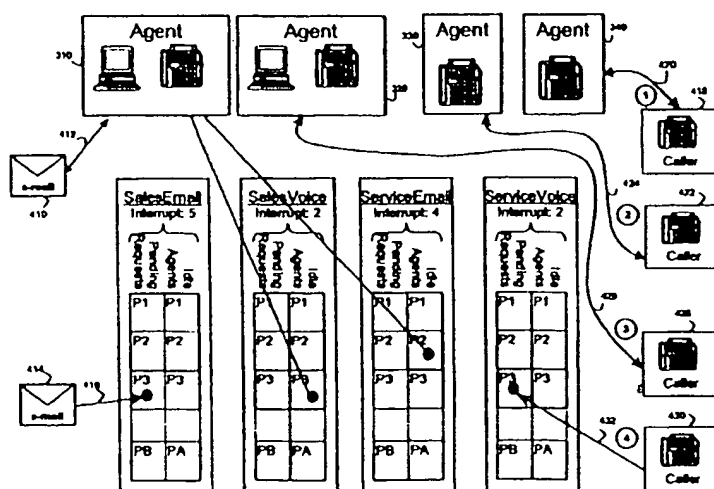 Agent
Agent
Agent
Agent
310
320
330
340
412
e-mail
410
420
418
1
Caller
424
422
2
Caller
SalesEmail
Interrupt: 5
SalesVoice
Interrupt: 2
ServiceEmail
Interrupt: 4
ServiceVoice
Interrupt: 2
Pending Requests
Idle Agents
Pending Requests
Idle Agents
Pending Requests
Idle Agents
Pending Requests
Idle Agents
P1 P1 P1 P1 P1 P1 P1 P1
P2 P2 P2 P2 P2 P2 P2 P2
P3 P3 P3 P3 P3 P3 P3 P3
PB PA PB PA PB PA PB PA
414
416
e-mail
3
Caller
432
4
430
Caller